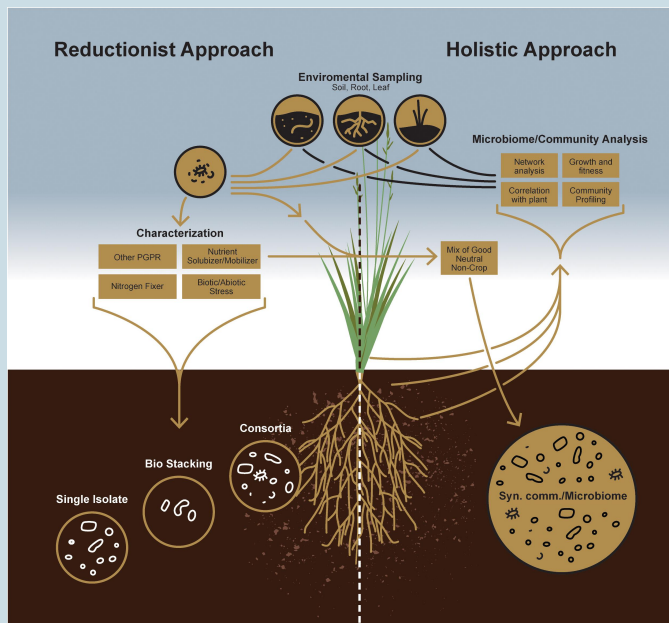 Reductionist Approach
Holistic Approach
Enviromental Sampling
Soil, Root, Leaf
Microbiome/Community Analysis
Network
analysis
Growth and
fitness
Correlation
with plant
Community
Profiling
Characterization
Other PGPR
Nutrient
Solubizer/Mobilizer
Nitrogen Fixer
Biotic/Abiotic
Stress
Mix of Good
Neutral
Non-Crop
Consortia
Bio Stacking
Single Isolate
Syn. comm./Microbiome